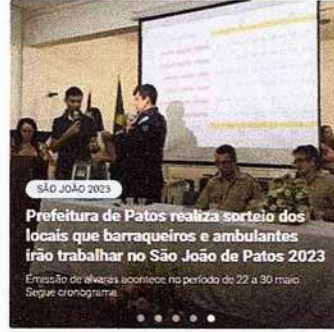 SÃO JOÃO 2023
Prefeitura de Patos realiza sorteio dos
locais que barraqueiros e ambulantes
irão trabalhar no São João de Patos 2023
Emissão de alvarás acontece no período de 22 a 30 maio.
Segue cronograma